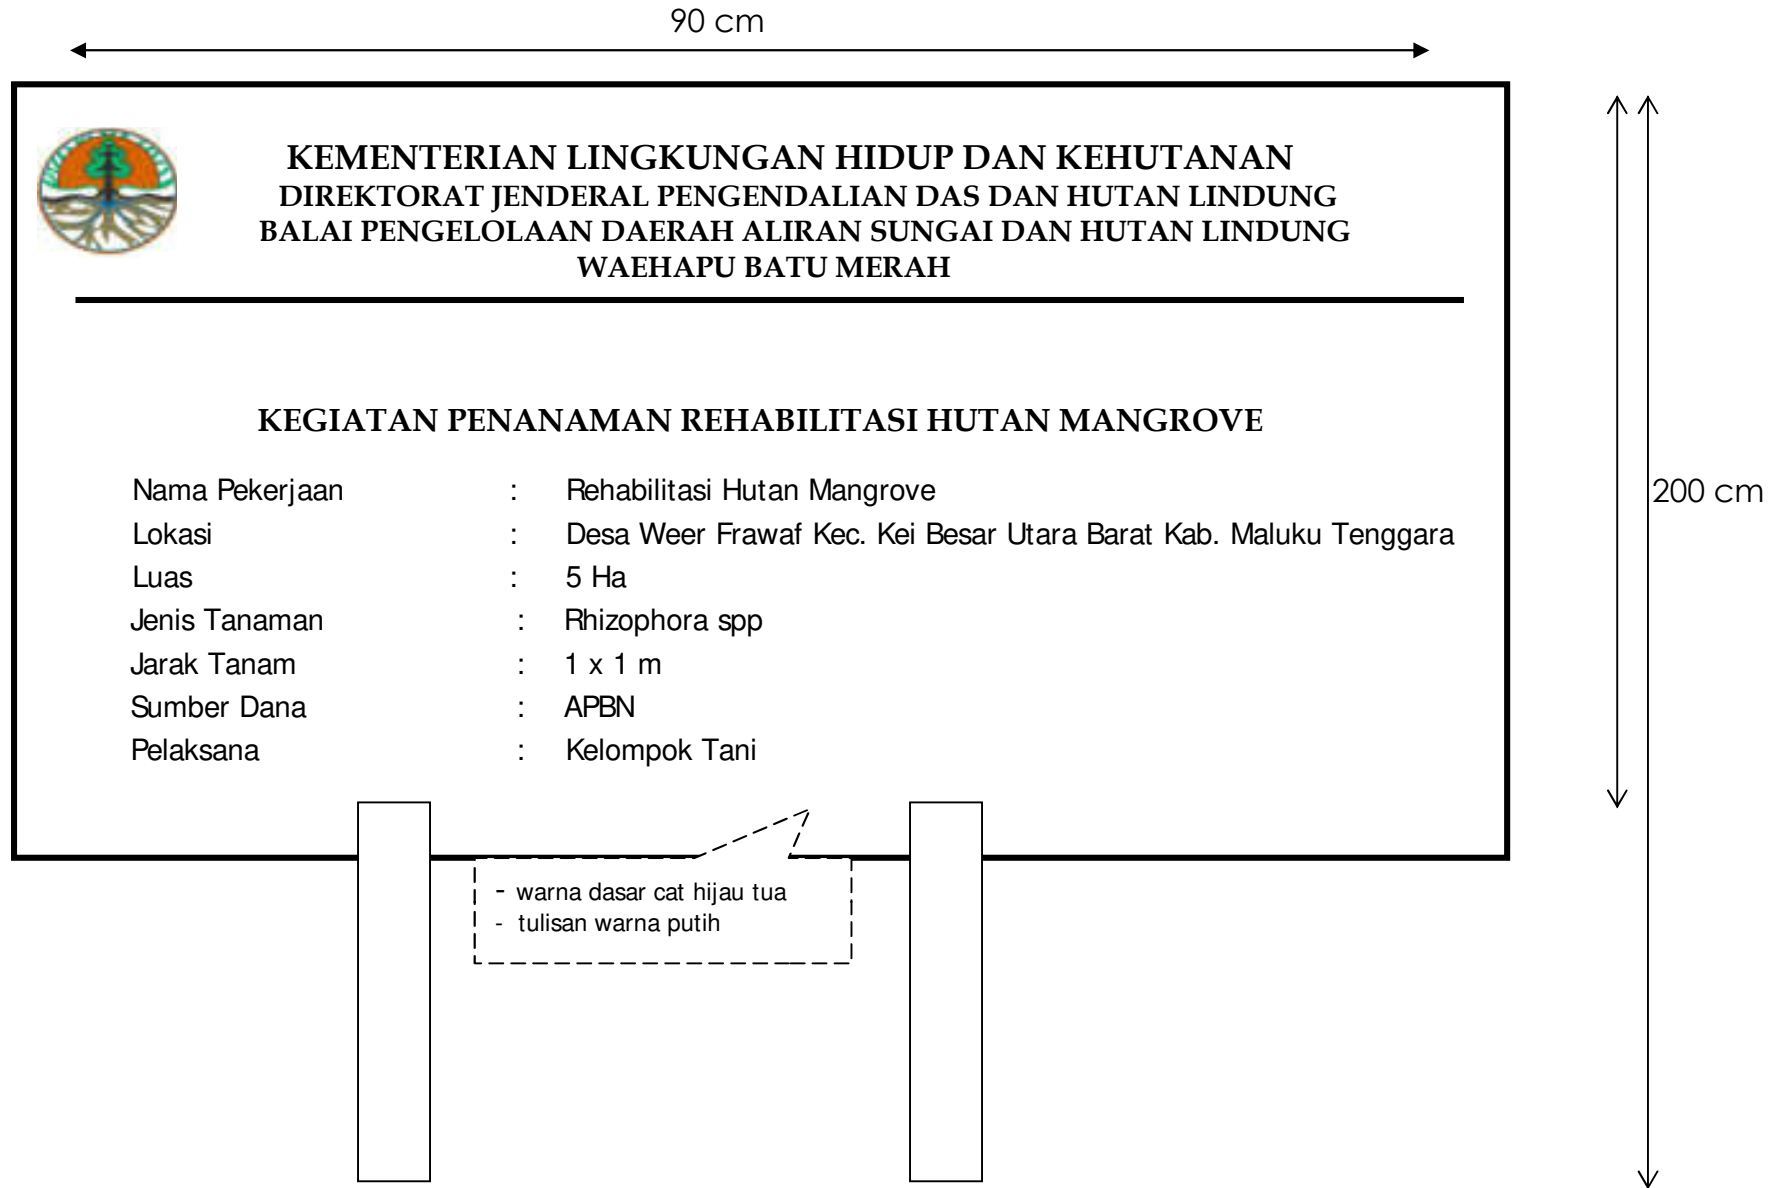 90 cm
KEMENTERIAN LINGKUNGAN HIDUP DAN KEHUTANAN
DIREKTORAT JENDERAL PENGENDALIAN DAS DAN HUTAN LINDUNG
BALAI PENGELOLAAN DAERAH ALIRAN SUNGAI DAN HUTAN LINDUNG
WAEHAPU BATU MERAH
KEGIATAN PENANAMAN REHABILITASI HUTAN MANGROVE
Nama Pekerjaan : Rehabilitasi Hutan Mangrove
Lokasi : Desa Weer Frawaf Kec. Kei Besar Utara Barat Kab. Maluku Tenggara
Luas : 5 Ha
Jenis Tanaman : Rhizophora spp
Jarak Tanam : 1 x 1 m
Sumber Dana : APBN
Pelaksana : Kelompok Tani
200 cm
- warna dasar cat hijau tua
- tulisan warna putih